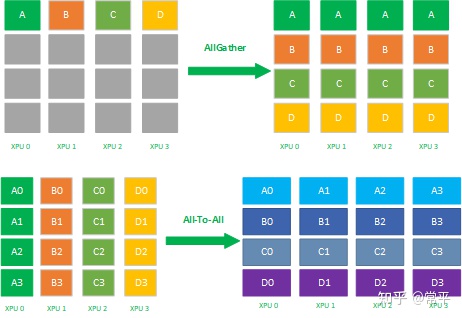 A B C D
A A A A
AllGather
B B B B
C C C C
D D D D
XPU 0 XPU 1 XPU 2 XPU 3
XPU 0 XPU 1 XPU 2 XPU 3
A0 B0 C0 D0
A1 B1 C1 D1
A2 B2 C2 D2
A3 B3 C3 D3
XPU 0 XPU 1 XPU 2 XPU 3
All-To-All
A0 A1 A2 A3
B0 B1 B2 B3
C0 C1 C2 C3
D0 D1 D2 D3
XPU 0 XPU 1 XPU 2 XPU 3
知乎 @常平